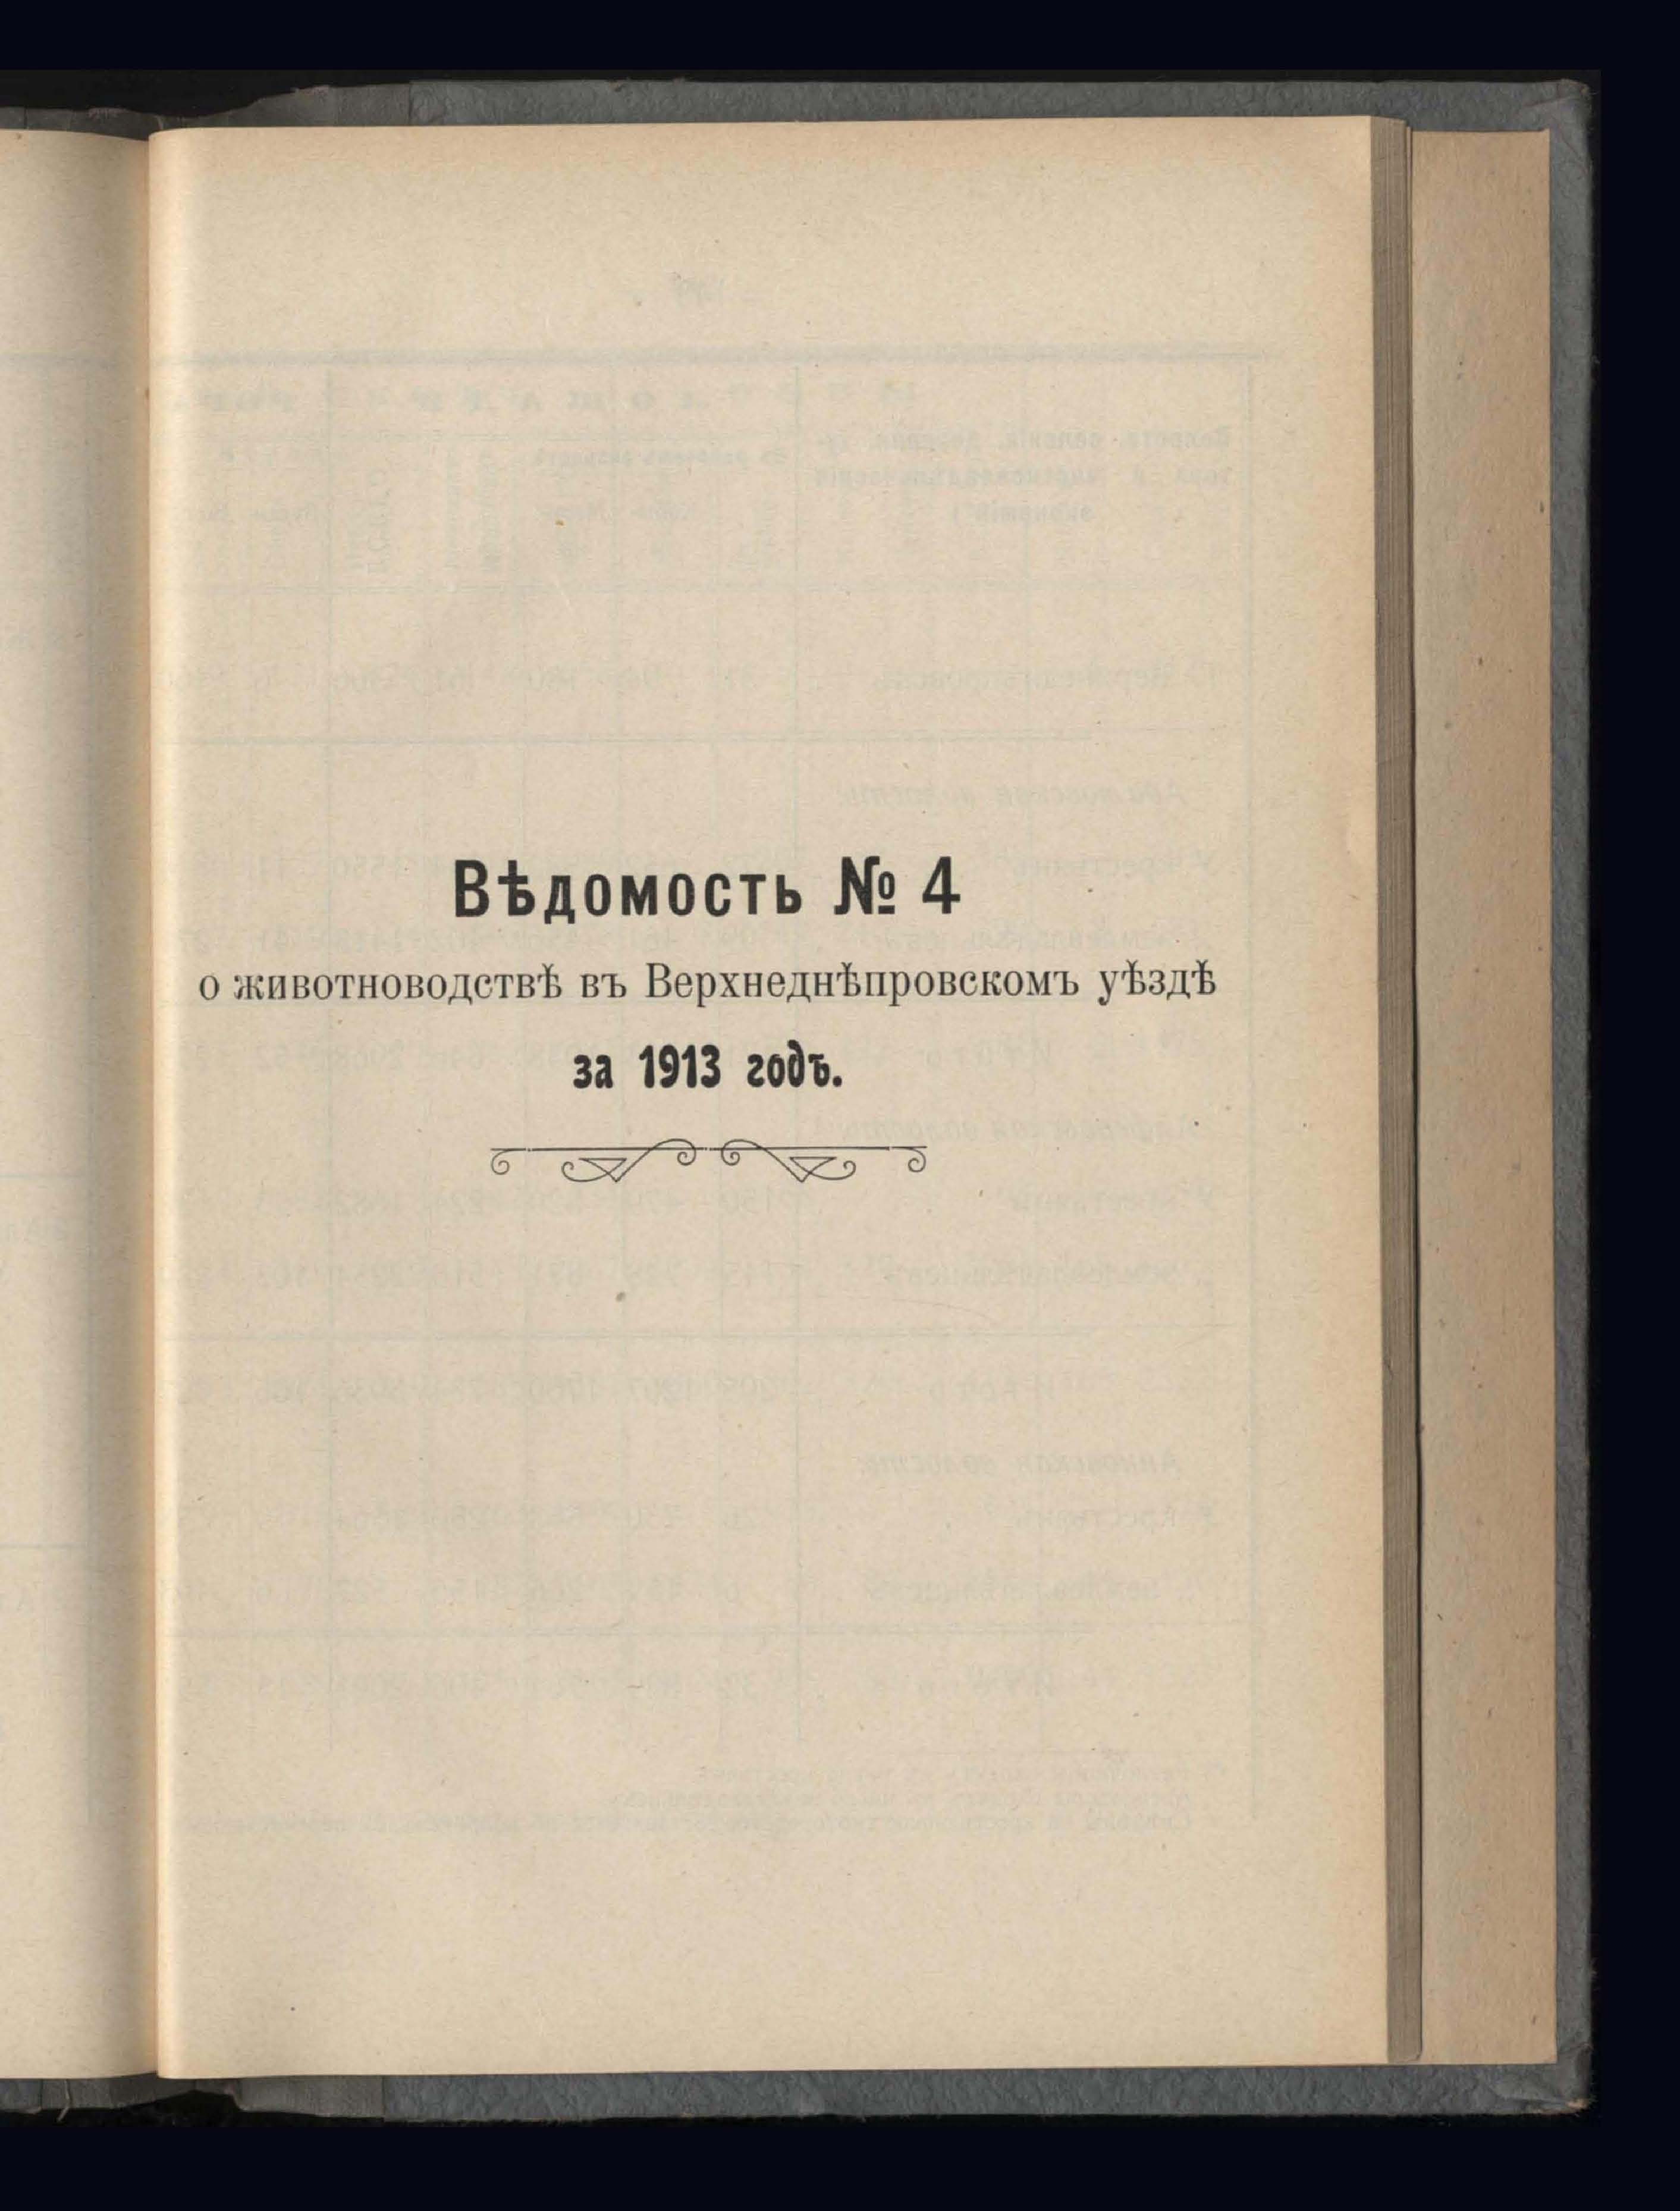 Вѣдомость № 4
о животноводствѣ въ Верхнеднѣпровскомъ уѣздѣ
за 1913 годъ.